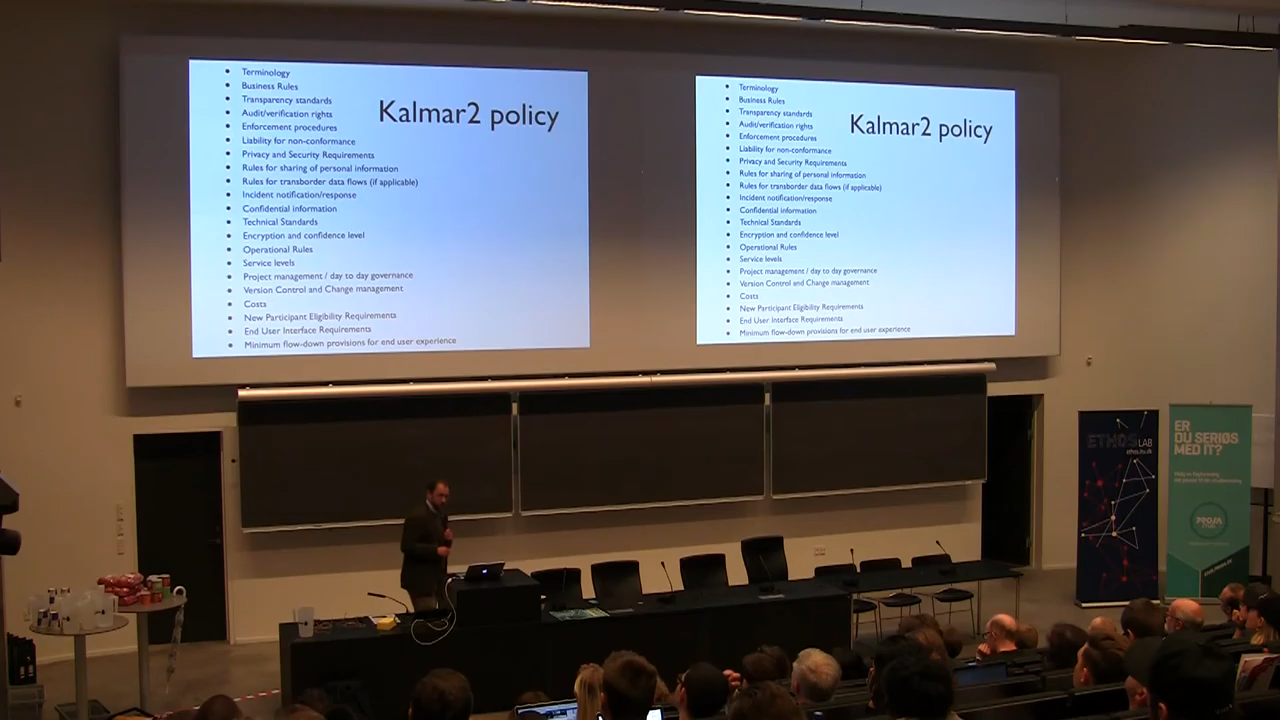 Kalmar2 policy
Terminology
Business Rules
Transparency standards
Audit/verification rights
Enforcement procedures
Liability for non-conformance
Privacy and Security Requirements
Rules for sharing of personal information
Rules for transborder data flows (if applicable)
Incident notification/response
Confidential information
Technical Standards
Encryption and confidence level
Operational Rules
Service levels
Project management / day to day governance
Version Control and Change management
Costs
New Participant Eligibility Requirements
End User Interface Requirements
Minimum flow-down provisions for end user experience
Kalmar2 policy
Terminology
Business Rules
Transparency standards
Audit/verification rights
Enforcement procedures
Liability for non-conformance
Privacy and Security Requirements
Rules for sharing of personal information
Rules for transborder data flows (if applicable)
Incident notification/response
Confidential information
Technical Standards
Encryption and confidence level
Operational Rules
Service levels
Project management / day to day governance
Version Control and Change management
Costs
New Participant Eligibility Requirements
End User Interface Requirements
Minimum flow-down provisions for end user experience
ETHOS LAB
ethos.itu.dk
ER
DU SERIØS
MED IT?
PROSA